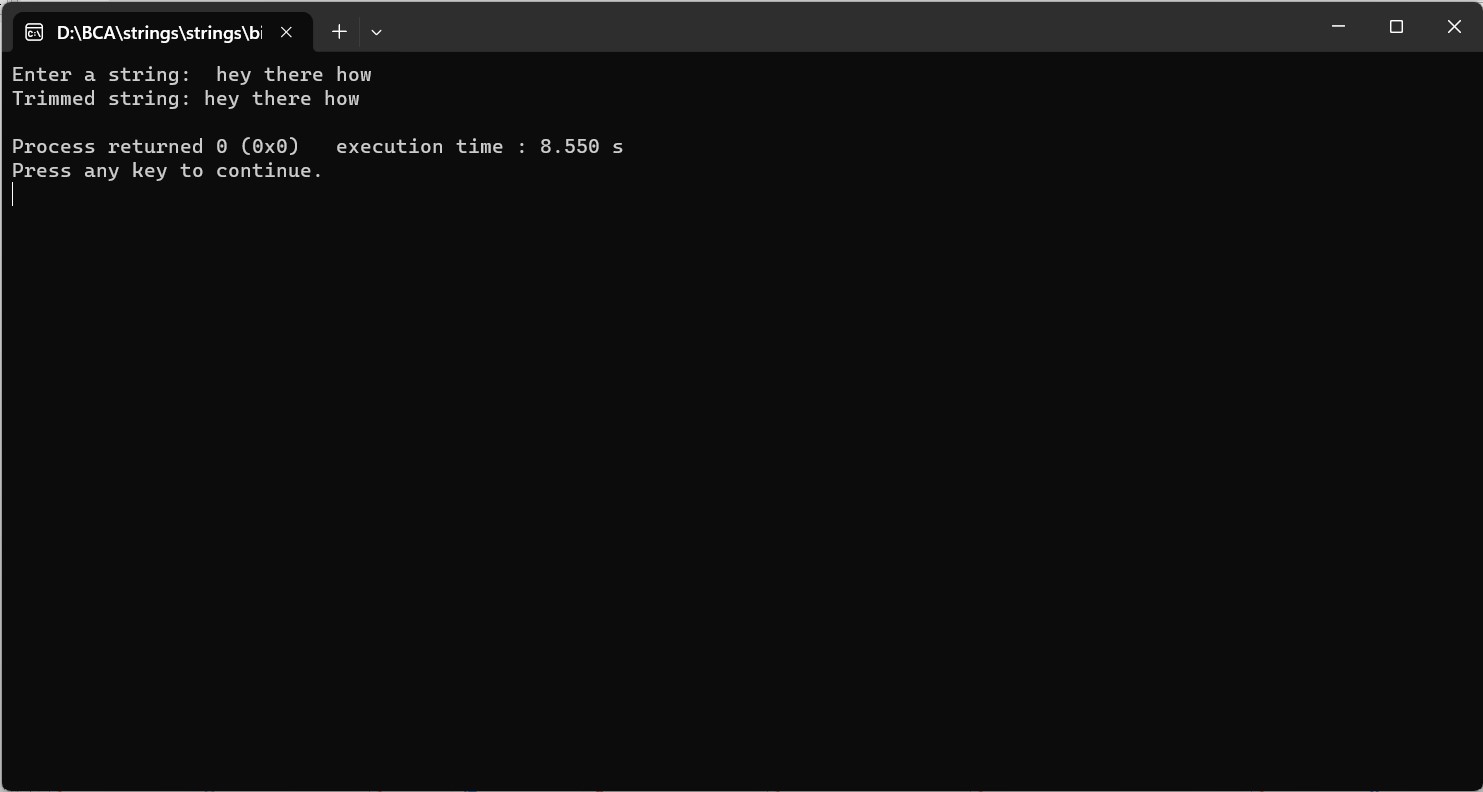 D:\BCA\strings\strings\bi
Enter a string:  hey there how
Trimmed string: hey there how
Process returned 0 (0x0)   execution time : 8.550 s
Press any key to continue.